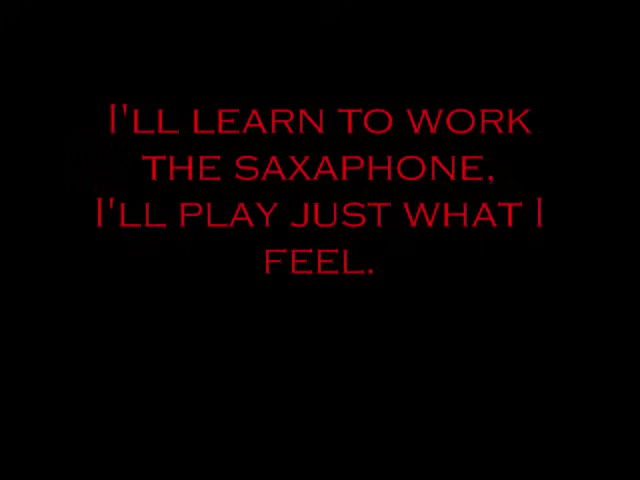 I'LL LEARN TO WORK
THE SAXAPHONE,
I'LL PLAY JUST WHAT I
FEEL.